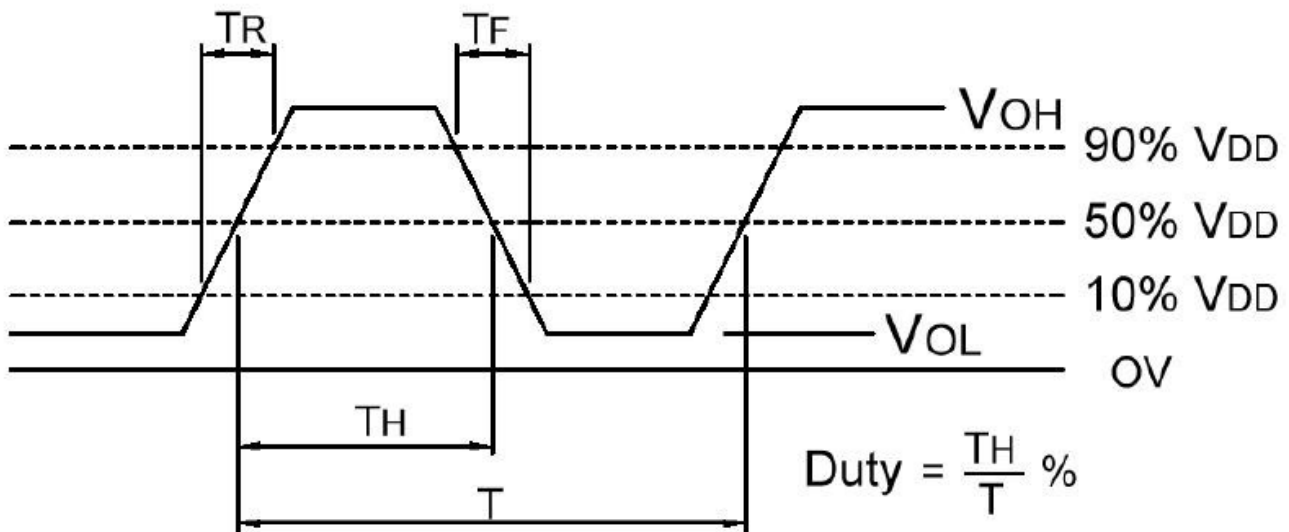 TR
TF
VOH
90% VDD
50% VDD
10% VDD
VOL
OV
TH
Duty = TH/T %
T